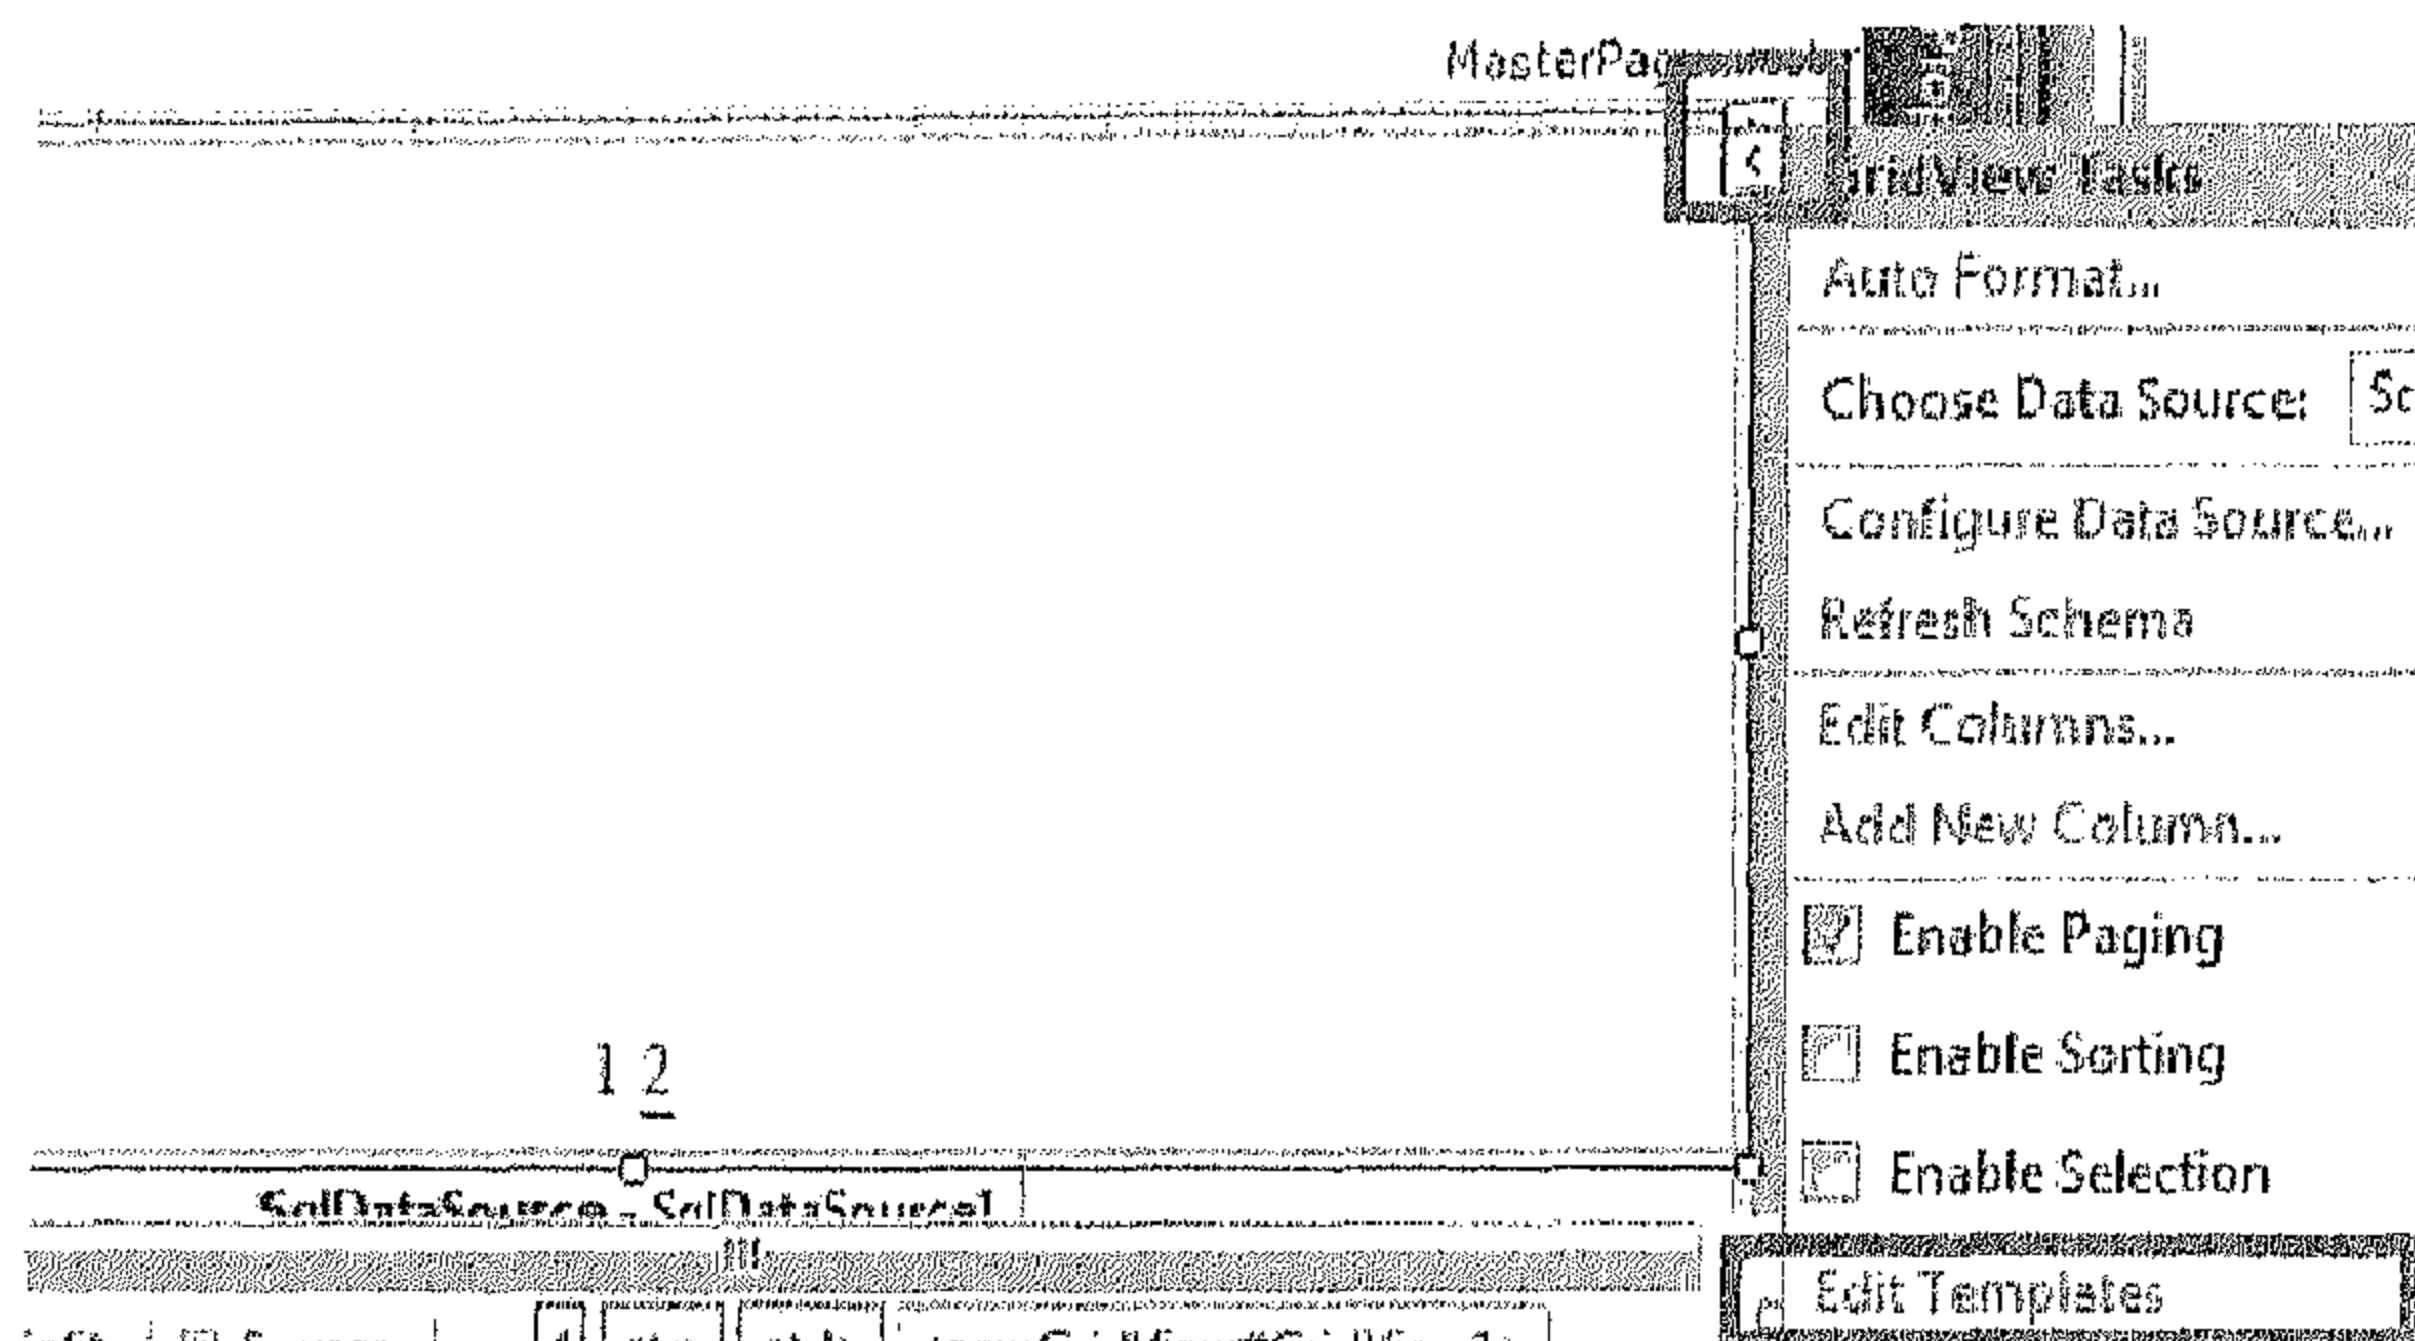 GridView Tasks
Auto Format...
Choose Data Source:
Configure Data Source...
Refresh Schema
Edit Columns...
Add New Column...
Enable Paging
Enable Sorting
Enable Selection
1 2
SqlDataSource - SqlDataSource1
Edit Templates